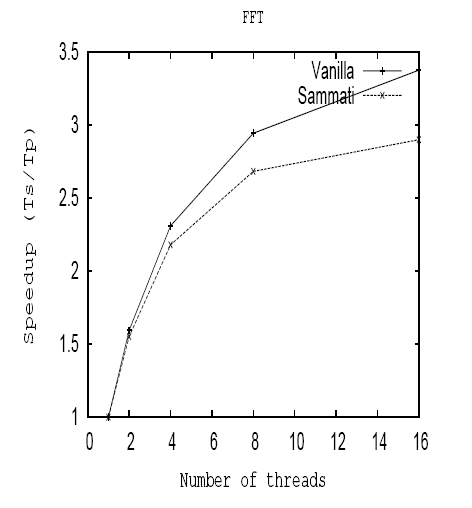 FFT
Vanilla
Sammati
3.5
3
2.5
2
1.5
1
Speedup (Ts/Tp)
0 2 4 6 8 10 12 14 16
Number of threads